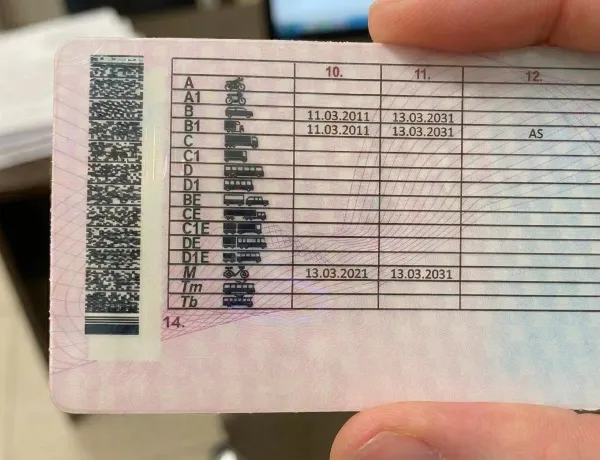 10. 11. 12.
A
A1
B 11.03.2011 13.03.2031
B1 11.03.2011 13.03.2031 AS
C
C1
D
D1
BE
CE
C1E
DE
D1E
M 13.03.2021 13.03.2031
Tm
Tb
14.